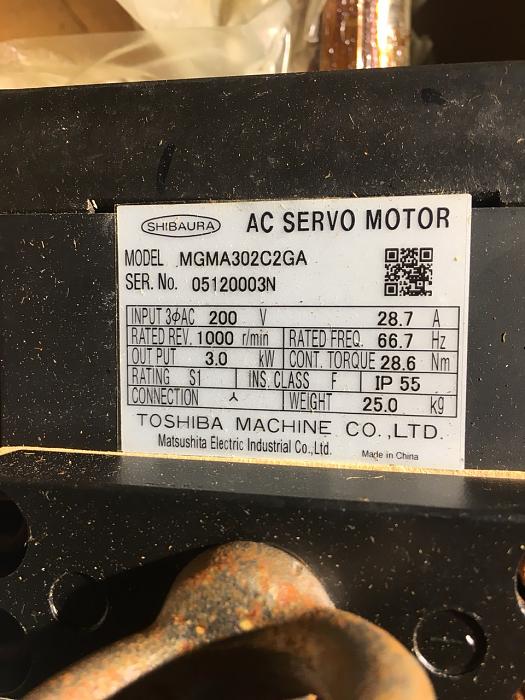 SHIBAURA AC SERVO MOTOR
MODEL MGMA302C2GA
SER. No. 05120003N
INPUT 3ϕAC 200 V 28.7 A
RATED REV. 1000 r/min RATED FREQ. 66.7 Hz
OUT PUT 3.0 kW CONT. TORQUE 28.6 Nm
RATING S1 INS. CLASS F IP 55
CONNECTION ⅄ WEIGHT 25.0 kg
TOSHIBA MACHINE CO.,LTD.
Matsushita Electric Industrial Co.,Ltd. Made in China